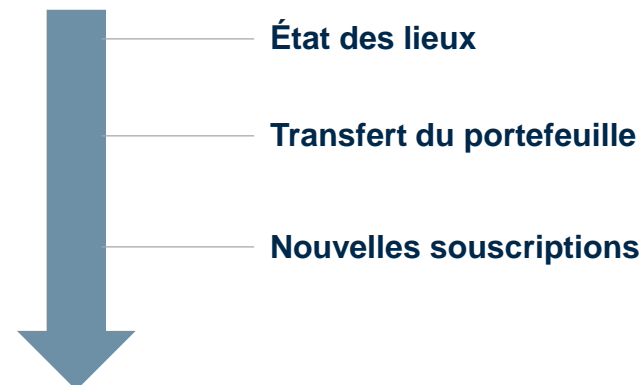 État des lieux
Transfert du portefeuille
Nouvelles souscriptions